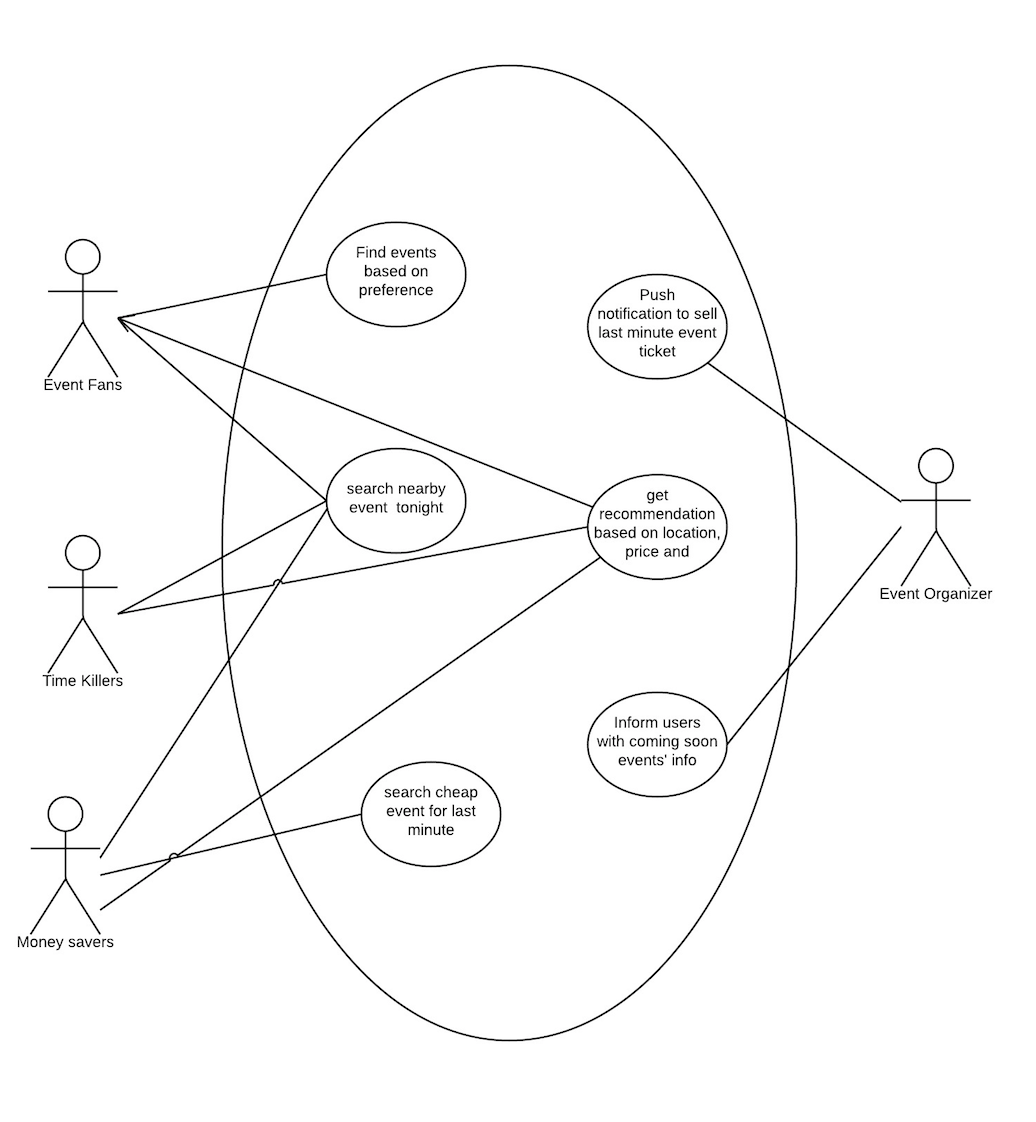 Find events
based on
preference
Push
notification to sell
last minute event
ticket
Event Fans
search nearby
event tonight
get
recommendation
based on location,
price and
Event Organizer
Time Killers
Inform users
with coming soon
events' info
search cheap
event for last
minute
Money savers